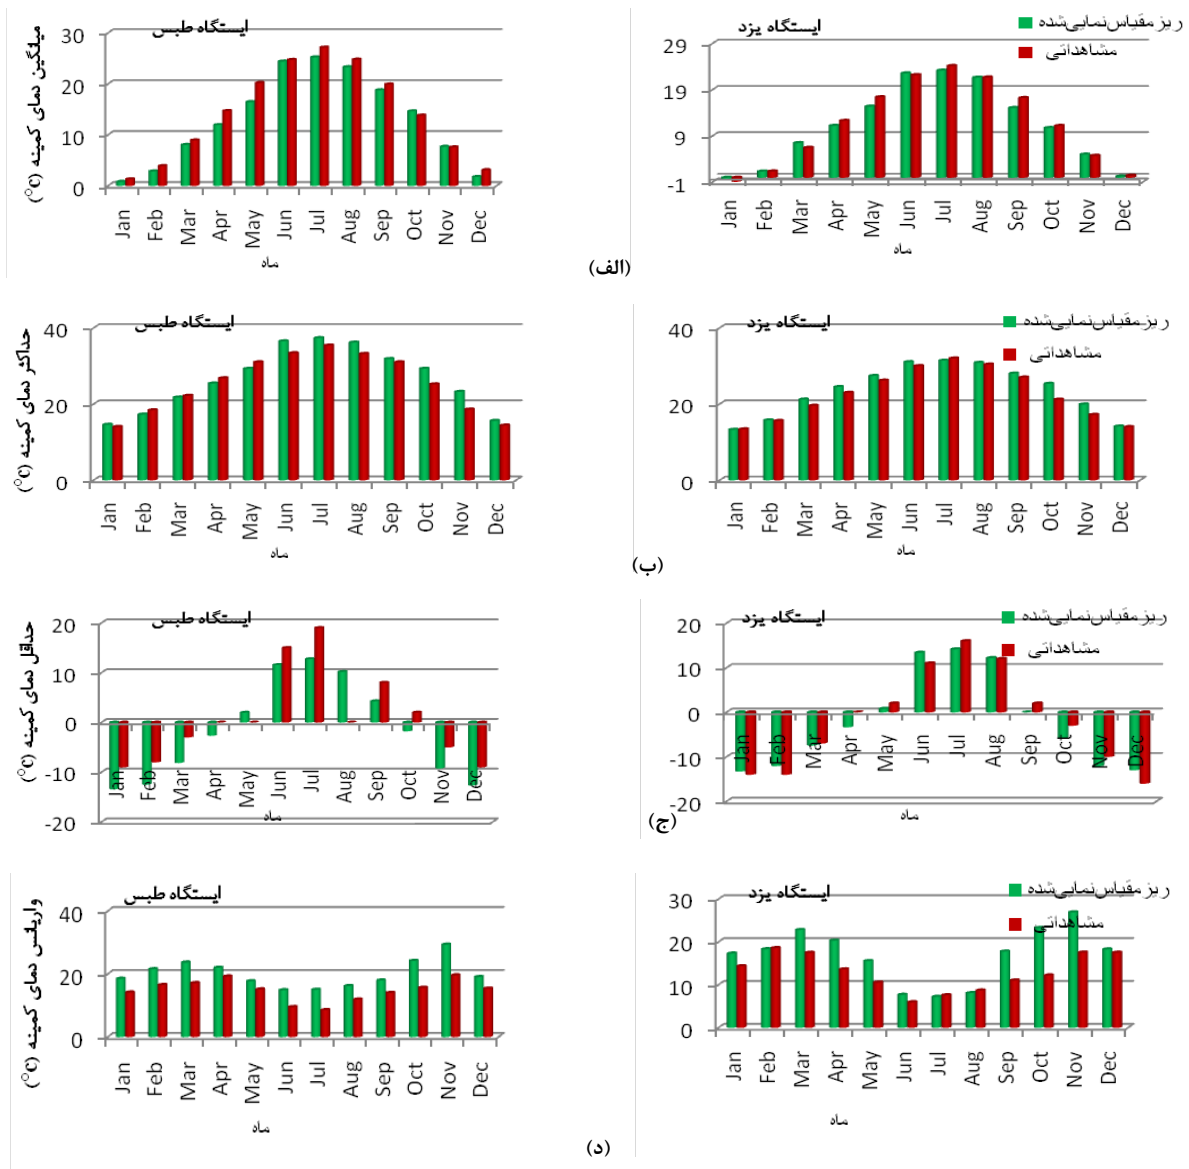 ایستگاه طبس
میانگین دمای کمینه (°c)
30
20
10
0
Jan Feb Mar Apr May Jun Jul Aug Sep Oct Nov Dec
ماه
ایستگاه یزد
ریزمقیاس‌نمایی‌شده
مشاهداتی
29
19
9
-1
Jan Feb Mar Apr May Jun Jul Aug Sep Oct Nov Dec
ماه
(الف)
ایستگاه طبس
حداکثر دمای کمینه (°c)
40
20
0
Jan Feb Mar Apr May Jun Jul Aug Sep Oct Nov Dec
ماه
ایستگاه یزد
ریزمقیاس‌نمایی‌شده
مشاهداتی
40
20
0
Jan Feb Mar Apr May Jun Jul Aug Sep Oct Nov Dec
ماه
(ب)
ایستگاه طبس
حداقل دمای کمینه (°c)
20
10
0
-10
-20
Jan Feb Mar Apr May Jun Jul Aug Sep Oct Nov Dec
ماه
ایستگاه یزد
ریزمقیاس‌نمایی‌شده
مشاهداتی
20
10
0
-10
-20
Jan Feb Mar Apr May Jun Jul Aug Sep Oct Nov Dec
ماه
(ج)
ایستگاه طبس
واریانس دمای کمینه (°c)
40
20
0
Jan Feb Mar Apr May Jun Jul Aug Sep Oct Nov Dec
ماه
ایستگاه یزد
ریزمقیاس‌نمایی‌شده
مشاهداتی
30
20
10
0
Jan Feb Mar Apr May Jun Jul Aug Sep Oct Nov Dec
ماه
(د)